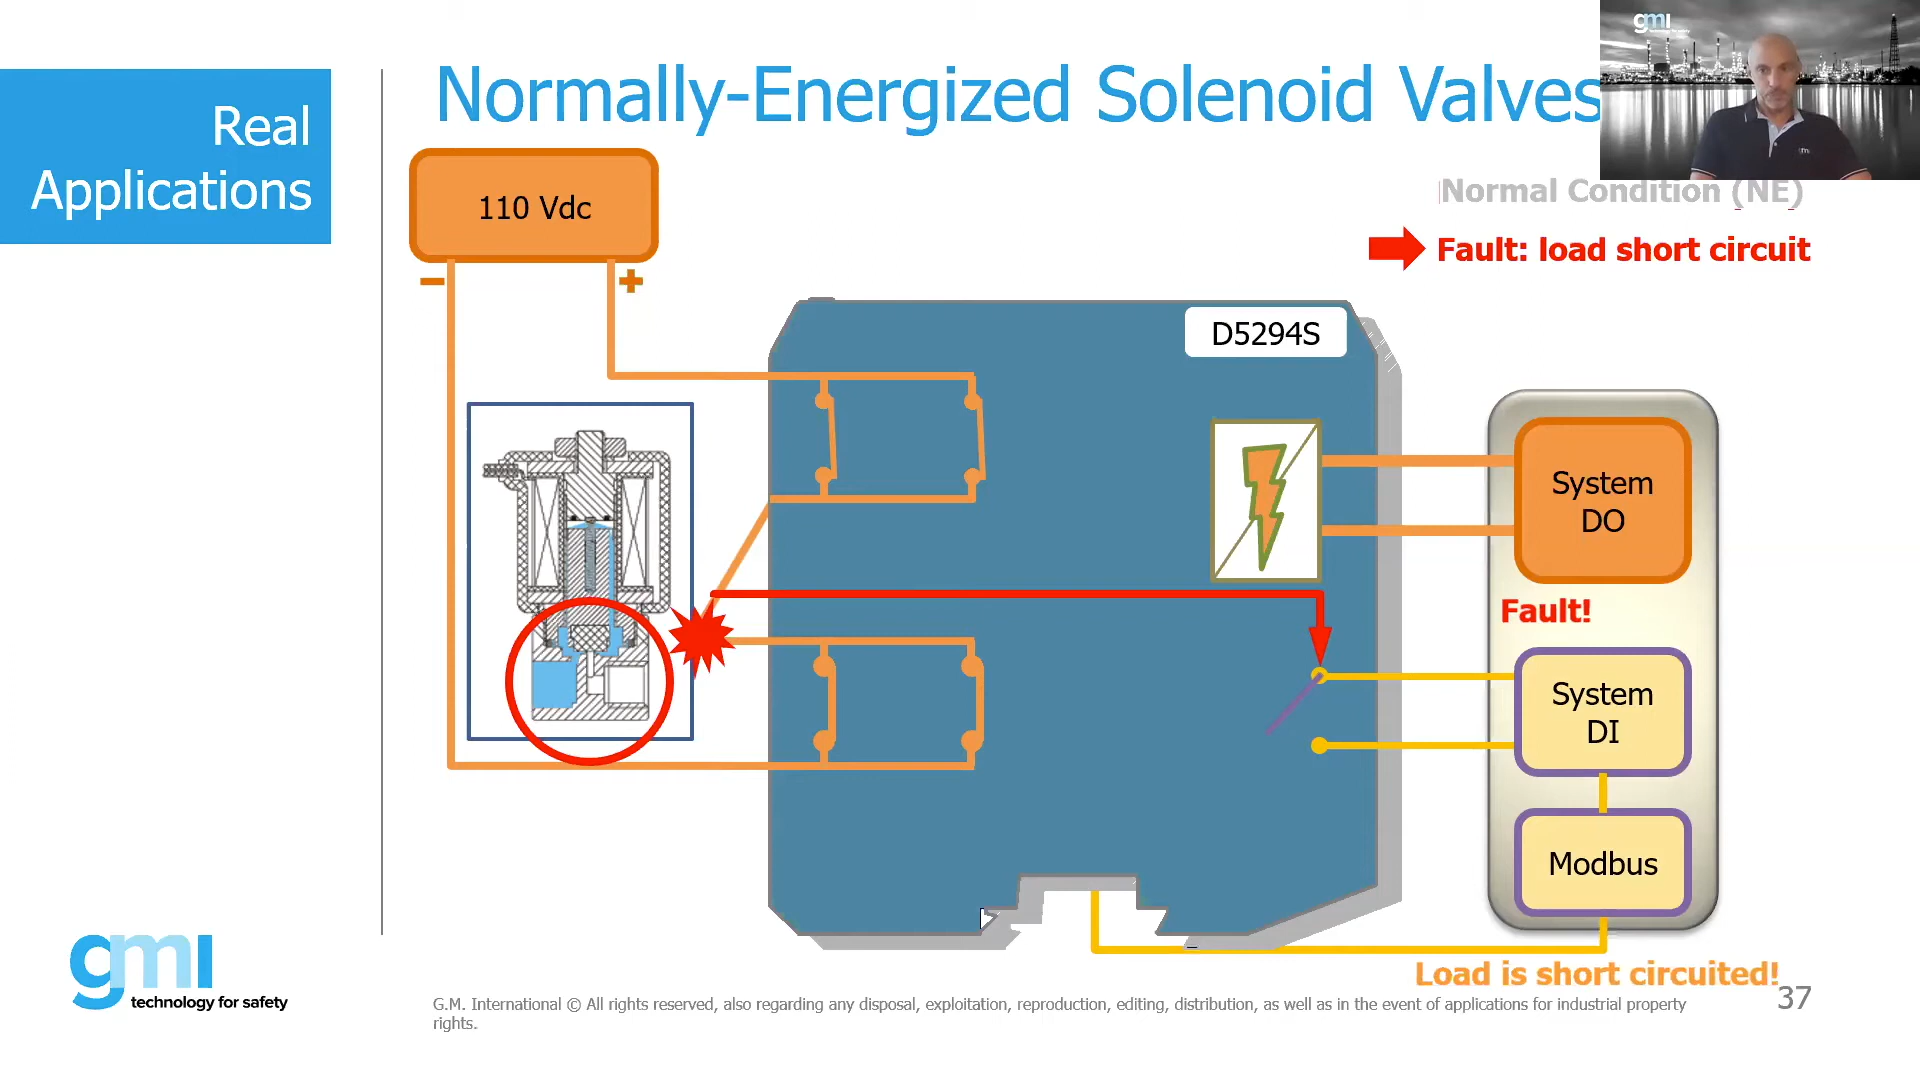 Real
Applications
Normally-Energized Solenoid Valves
gmi
110 Vdc
Normal Condition (NE)
Fault: load short circuit
− +
D5294S
System
DO
Fault!
System
DI
Modbus
Load is short circuited!
gmi
technology for safety
G.M. International © All rights reserved, also regarding any disposal, exploitation, reproduction, editing, distribution, as well as in the event of applications for industrial property
rights.
37